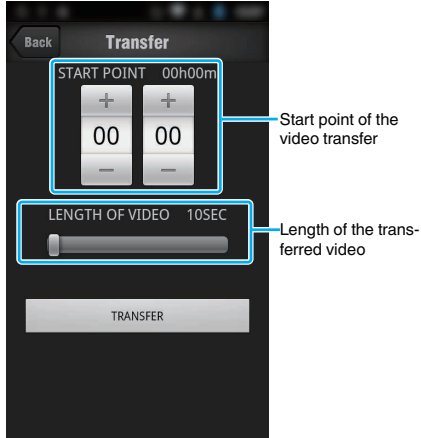 Back Transfer
START POINT 00h00m
+ +
00 00
— —
Start point of the
video transfer
LENGTH OF VIDEO 10SEC
Length of the trans-
ferred video
TRANSFER